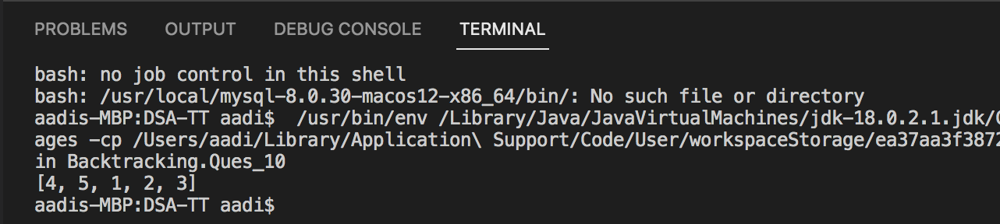 PROBLEMS OUTPUT DEBUG CONSOLE TERMINAL
bash: no job control in this shell
bash: /usr/local/mysql-8.0.30-macos12-x86_64/bin/: No such file or directory
aadis-MBP:DSA-TT aadi$  /usr/bin/env /Library/Java/JavaVirtualMachines/jdk-18.0.2.1.jdk/
ages -cp /Users/aadi/Library/Application\ Support/Code/User/workspaceStorage/ea37aa3f3872
in Backtracking.Ques_10
[4, 5, 1, 2, 3]
aadis-MBP:DSA-TT aadi$